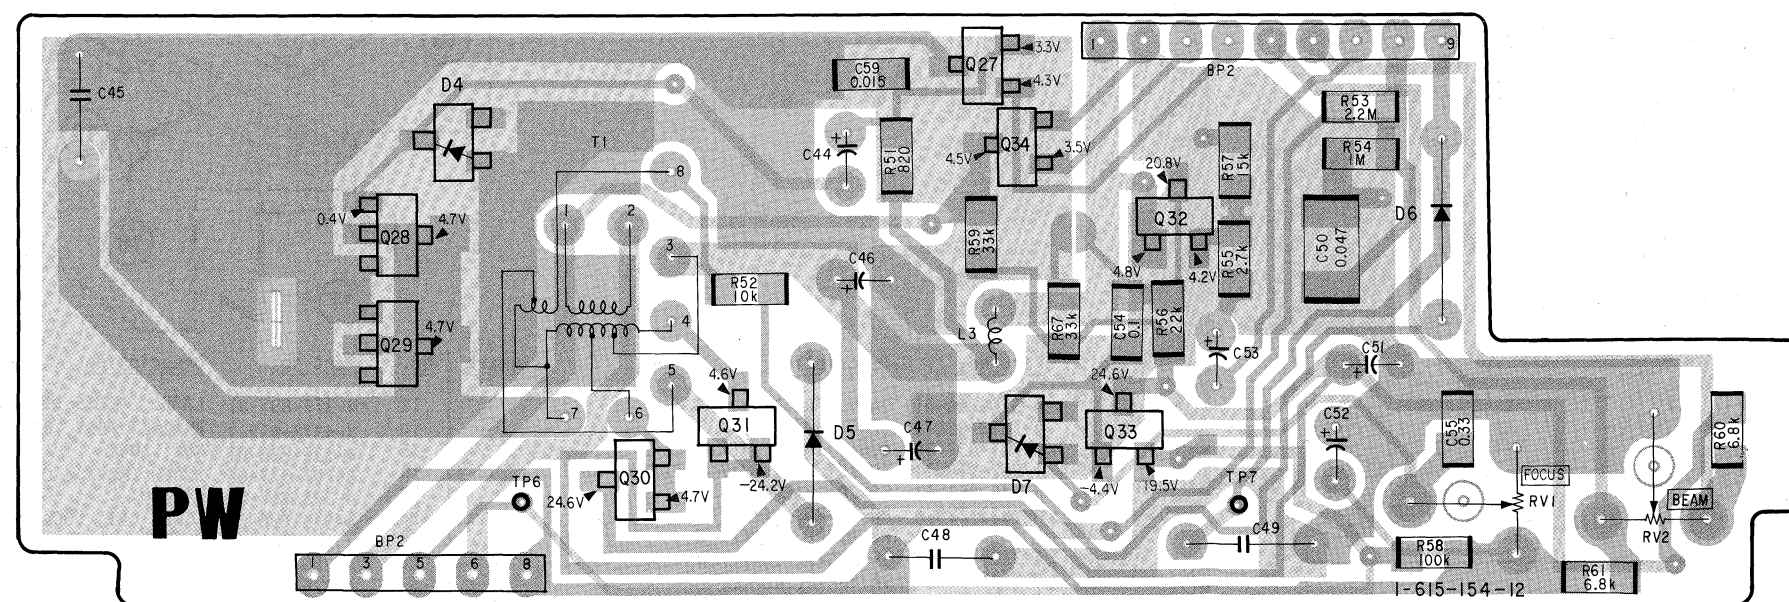 1
9
BP2
3.3V
Q27
4.3V
C59
0.015
C45
D4
T1
C44
R51
820
4.5V
Q34
3.5V
20.8V
R57
15k
R53
2.2M
R54
1M
8
0.4V
4.7V
Q28
1
2
3
R59
33k
Q32
4.8V
4.2V
R55
2.7k
C50
0.047
D6
C46
R52
10k
4
Q29
4.7V
L3
R67
33k
C54
0.1
R56
22k
C53
C51
5
4.6V
24.6V
7
6
Q31
D5
C47
Q33
C52
C55
0.33
R60
6.8k
-24.2V
D7
-4.4V
19.5V
TP6
Q30
24.6V
4.7V
TP7
FOCUS
RV1
BEAM
RV2
PW
BP2
C48
C49
R58
100k
1
3
5
6
8
R61
6.8k
1-615-154-12